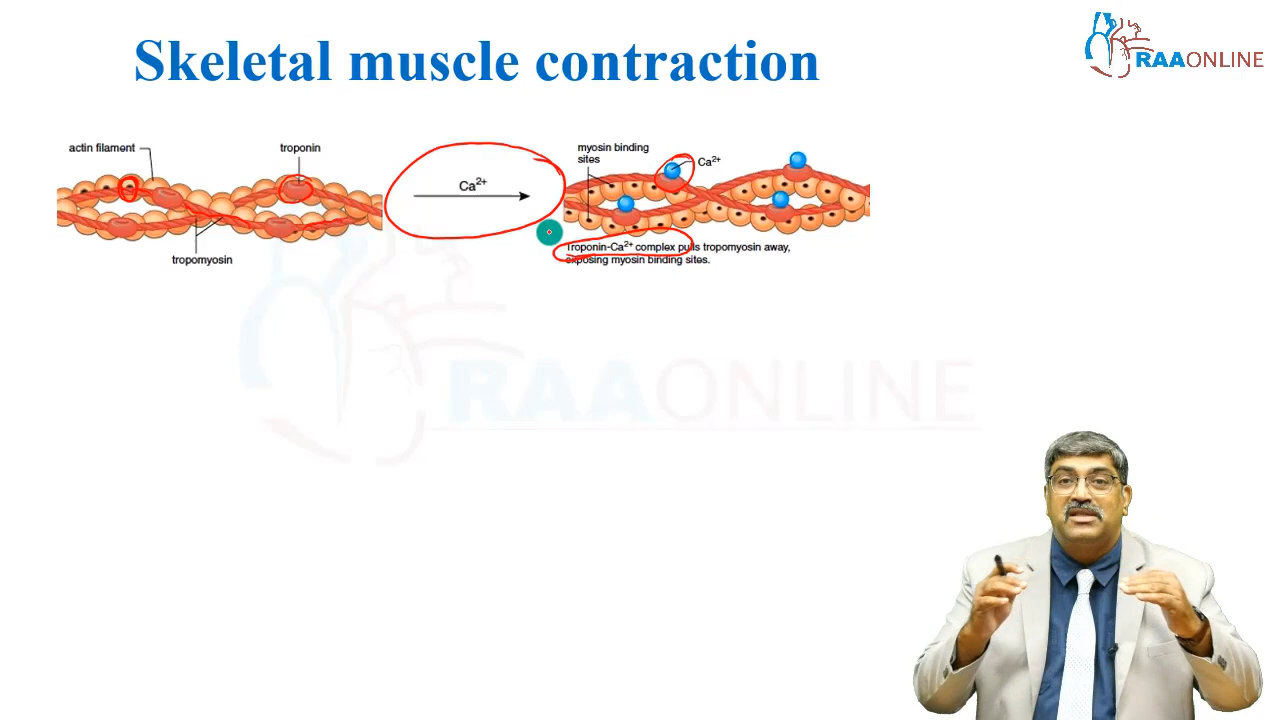 Skeletal muscle contraction
RAAONLINE
actin filament
troponin
tropomyosin
Ca²⁺
myosin binding
sites
Ca²⁺
Troponin-Ca²⁺ complex pulls tropomyosin away,
exposing myosin binding sites.
RAAONLINE